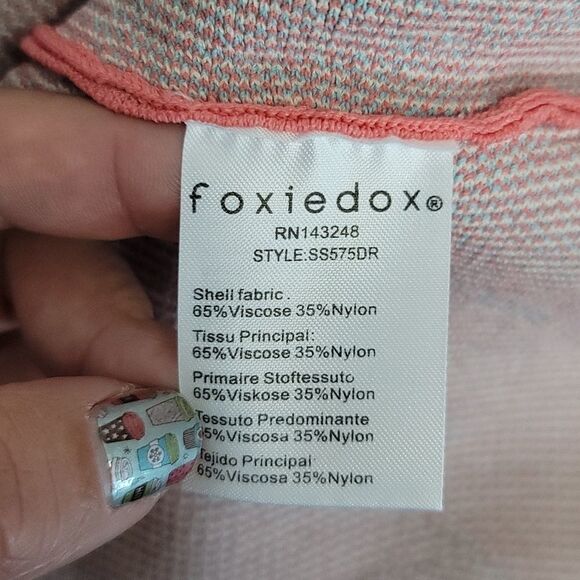 foxiedox®
RN143248
STYLE:SS575DR
Shell fabric.
65%Viscose 35%Nylon
Tissu Principal:
65%Viscose 35%Nylon
Primaire Stoftessuto
65%Viskose 35%Nylon
Tessuto Predominante
65%Viscosa 35%Nylon
Tejido Principal
65%Viscosa 35%Nylon